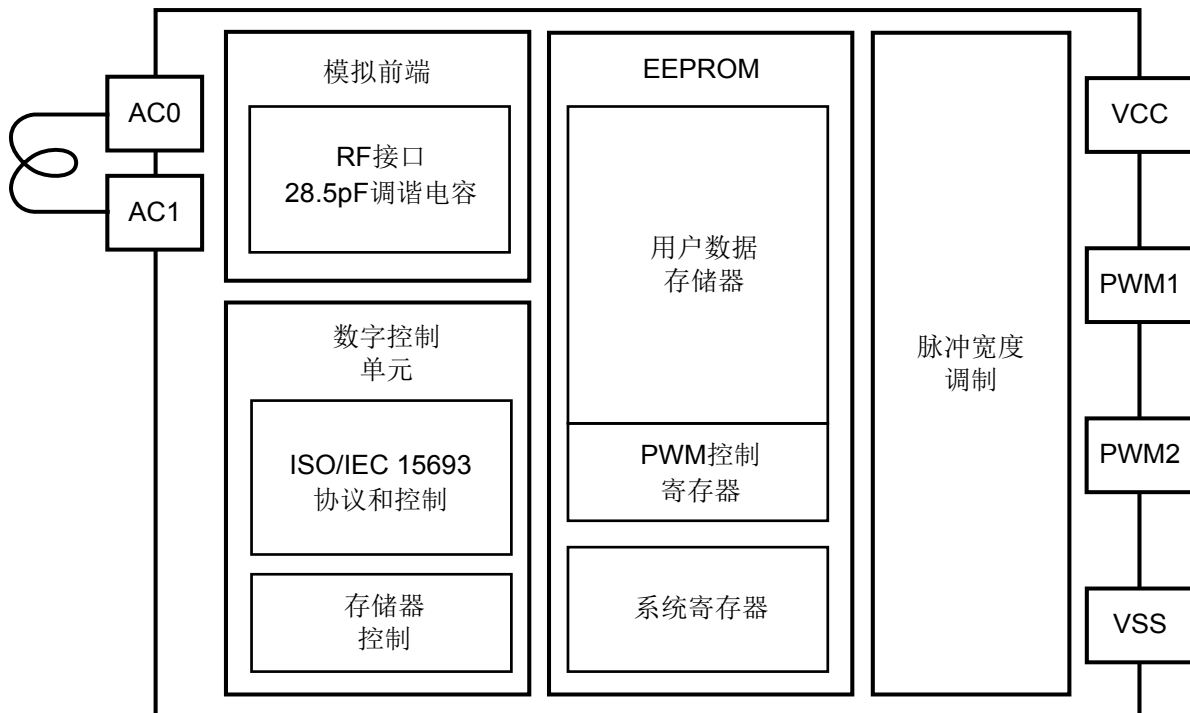 AC0
AC1
模拟前端
RF接口
28.5pF调谐电容
数字控制
单元
ISO/IEC 15693
协议和控制
存储器
控制
EEPROM
用户数据
存储器
PWM控制
寄存器
系统寄存器
脉冲宽度
调制
VCC
PWM1
PWM2
VSS